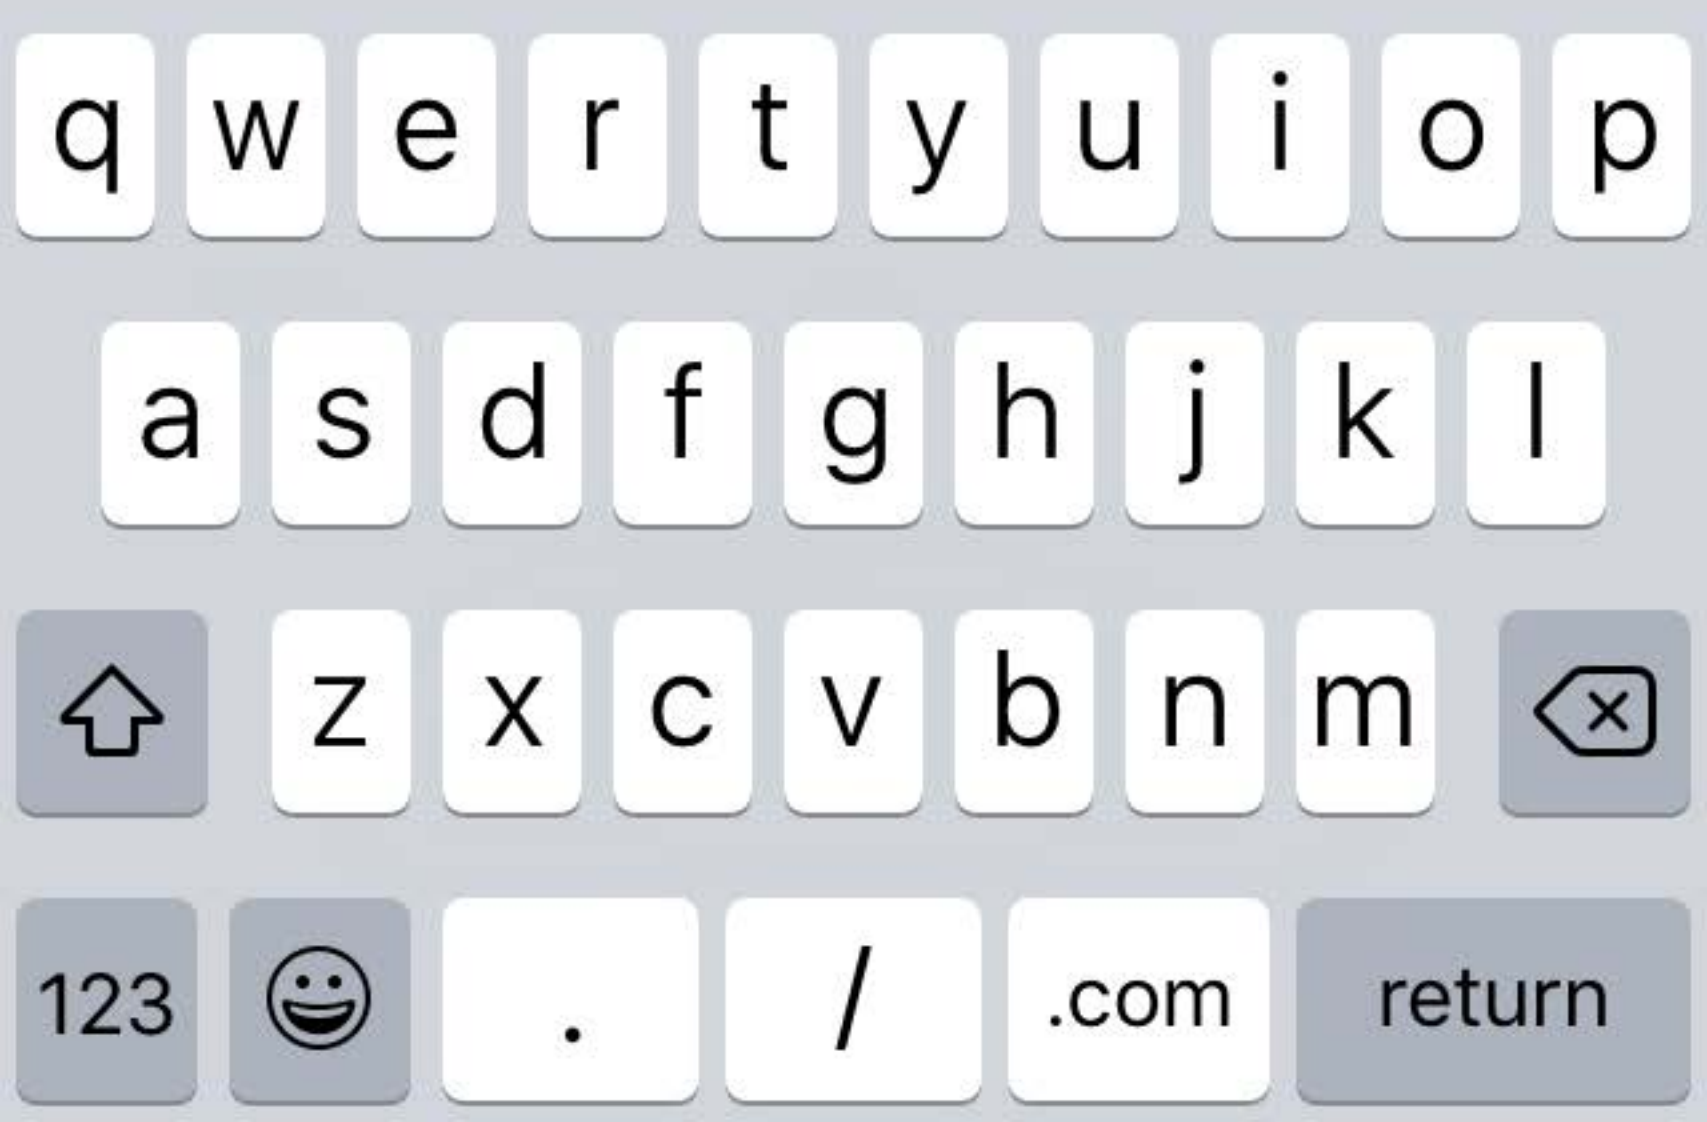 q w e r t y u i o p
a s d f g h j k l
z x c v b n m
123 . / .com return